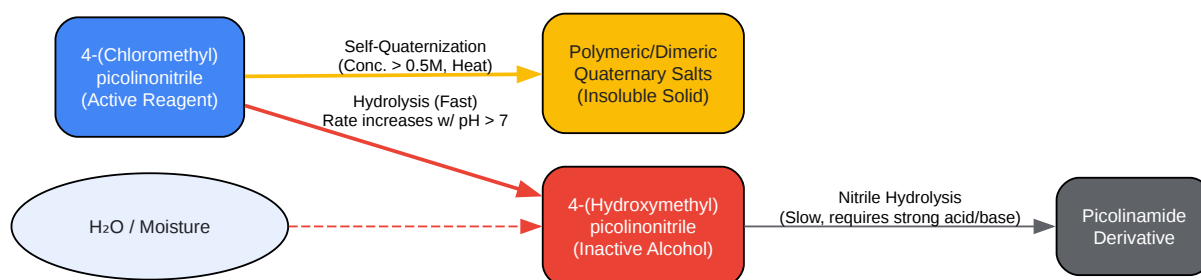 4-(Chloromethyl)
picolinonitrile
(Active Reagent)
Self-Quaternization
(Conc. > 0.5M, Heat)
Polymeric/Dimeric
Quaternary Salts
(Insoluble Solid)
Hydrolysis (Fast)
Rate increases w/ pH > 7
H₂O / Moisture
4-(Hydroxymethyl)
picolinonitrile
(Inactive Alcohol)
Nitrile Hydrolysis
(Slow, requires strong acid/base)
Picolinamide
Derivative